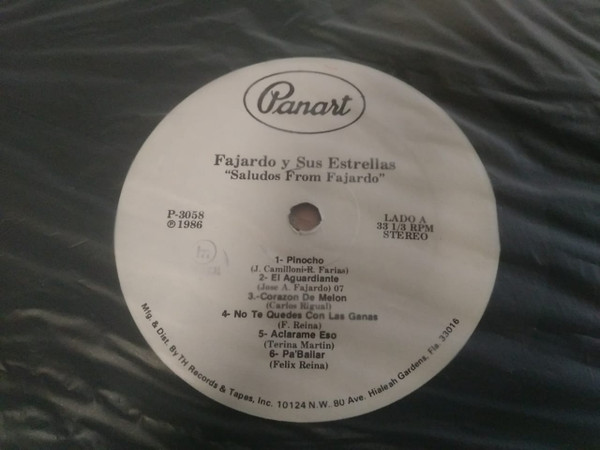 Panart
Fajardo y Sus Estrellas
"Saludos From Fajardo"
P-3058
℗ 1986
LADO A
33 1/3 RPM
STEREO
1- Pinocho
(J. Camilloni-R. Farias)
2- El Aguardiante
(Jose A. Fajardo) 07
3.-Corazon De Melon
(Carlos Rigual)
4- No Te Quedes Con Las Ganas
(F. Reina)
5- Aclarame Eso
(Terina Martin)
6- Pa'Bailar
(Felix Reina)
Mfg. & Dist. By TH Records & Tapes, Inc. 10124 N.W. 80 Ave. Hialeah Gardens, Fla. 33016